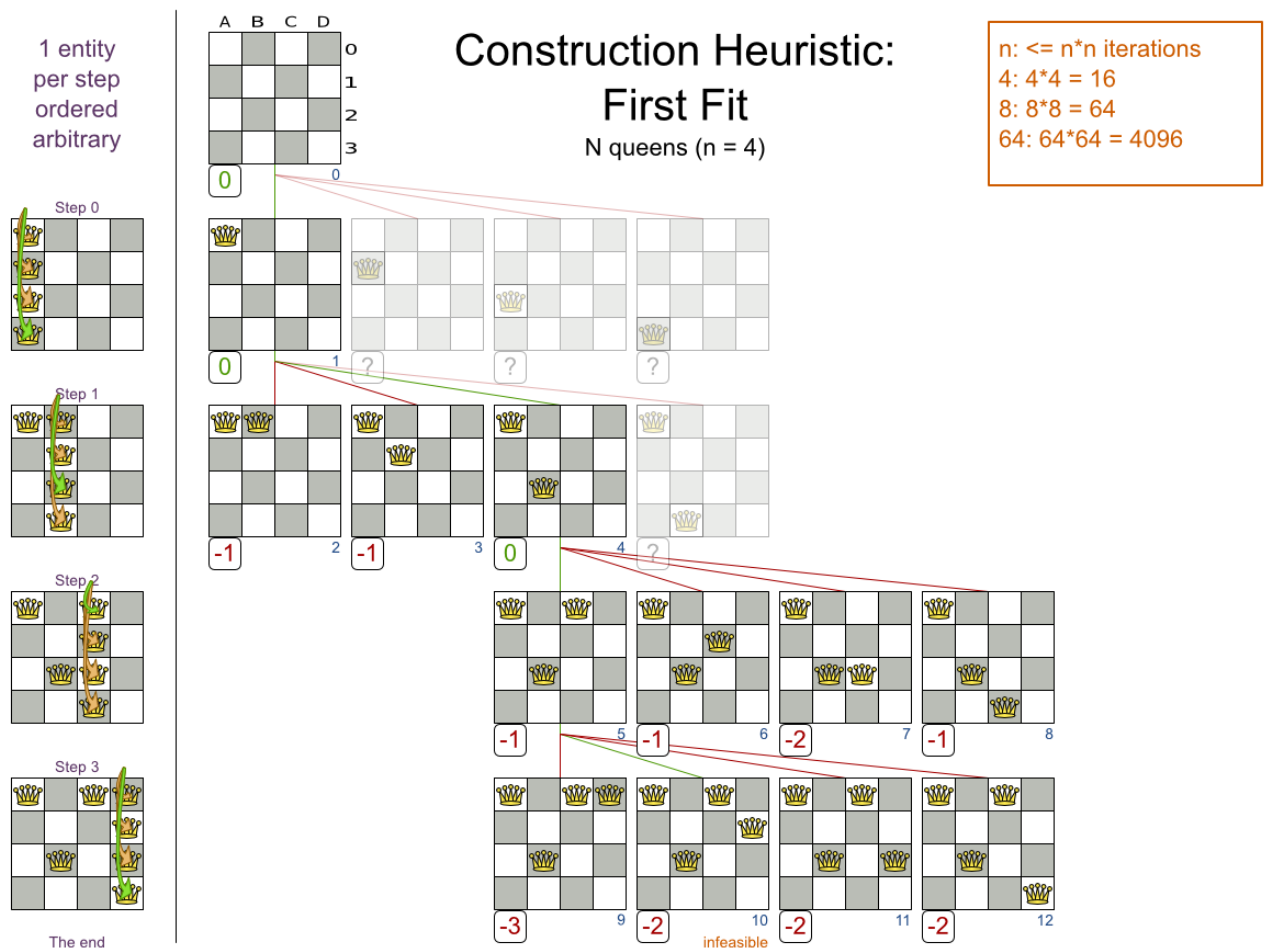 A B C D
1 entity
per step
ordered
arbitrary
Construction Heuristic:
First Fit
N queens (n = 4)
n: <= n*n iterations
4: 4*4 = 16
8: 8*8 = 64
64: 64*64 = 4096
0
1
2
3
0
0
Step 0
0
1
?
?
?
Step 1
-1
2
-1
3
0
4
?
Step 2
-1
5
-1
6
-2
7
-1
8
Step 3
-3
9
-2
10
-2
11
-2
12
The end
infeasible